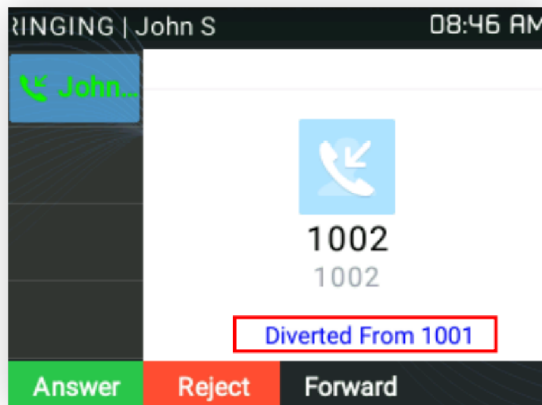 RINGING | John S
08:46 AM
John...
1002
1002
Diverted From 1001
Answer Reject Forward